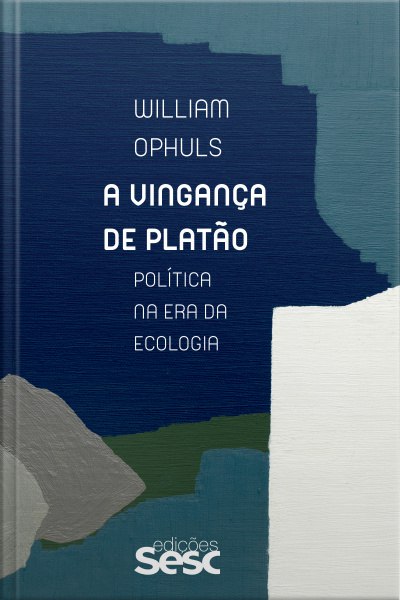 WILLIAM
OPHULS
A VINGANÇA
DE PLATÃO
POLÍTICA
NA ERA DA
ECOLOGIA
edições
Sesc